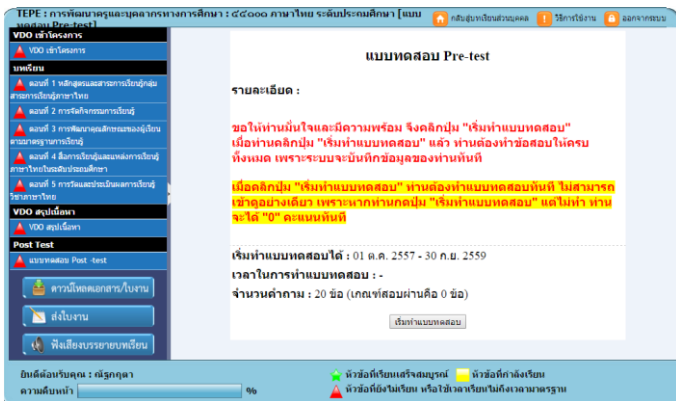 TEPE : การพัฒนาครูและบุคลากรทางการศึกษา : ๔๔๐๐๐ ภาษาไทย ระดับประถมศึกษา [แบบทดสอบ Pre-test]
กลับสู่บทเรียนส่วนบุคคล
วิธีการใช้งาน
ออกจากระบบ
VDO เข้าโครงการ
VDO เข้าโครงการ
บทเรียน
ตอนที่ 1 หลักสูตรและสาระการเรียนรู้กลุ่ม
สาระการเรียนรู้ภาษาไทย
ตอนที่ 2 การจัดกิจกรรมการเรียนรู้
ตอนที่ 3 การพัฒนาคุณลักษณะของผู้เรียน
ตามมาตรฐานการเรียนรู้
ตอนที่ 4 สื่อการเรียนรู้และแหล่งการเรียนรู้
ภาษาไทยในระดับประถมศึกษา
ตอนที่ 5 การวัดและประเมินผลการเรียนรู้
วิชาภาษาไทย
VDO สรุปเนื้อหา
VDO สรุปเนื้อหา
Post Test
แบบทดสอบ Post -test
ดาวน์โหลดเอกสาร/ใบงาน
ส่งใบงาน
ฟังเสียงบรรยายบทเรียน
แบบทดสอบ Pre-test
รายละเอียด :
ขอให้ท่านมั่นใจและมีความพร้อม จึงคลิกปุ่ม "เริ่มทำแบบทดสอบ"
เมื่อท่านคลิกปุ่ม "เริ่มทำแบบทดสอบ" แล้ว ท่านต้องทำข้อสอบให้ครบ
ทั้งหมด เพราะระบบจะบันทึกข้อมูลของท่านทันที
เมื่อคลิกปุ่ม "เริ่มทำแบบทดสอบ" ท่านต้องทำแบบทดสอบทันที ไม่สามารถ
เข้าดูอย่างเดียว เพราะหากท่านกดปุ่ม "เริ่มทำแบบทดสอบ" แต่ไม่ทำ ท่าน
จะได้ "0" คะแนนทันที
เริ่มทำแบบทดสอบได้ : 01 ต.ค. 2557 - 30 ก.ย. 2559
เวลาในการทำแบบทดสอบ : -
จำนวนคำถาม : 20 ข้อ (เกณฑ์สอบผ่านคือ 0 ข้อ)
เริ่มทำแบบทดสอบ
ยินดีต้อนรับคุณ : ณัฐกฤตา
ความคืบหน้า %
หัวข้อที่เรียนเสร็จสมบูรณ์ หัวข้อที่กำลังเรียน
หัวข้อที่ยังไม่เรียน หรือใช้เวลาเรียนไม่ถึงเวลามาตรฐาน